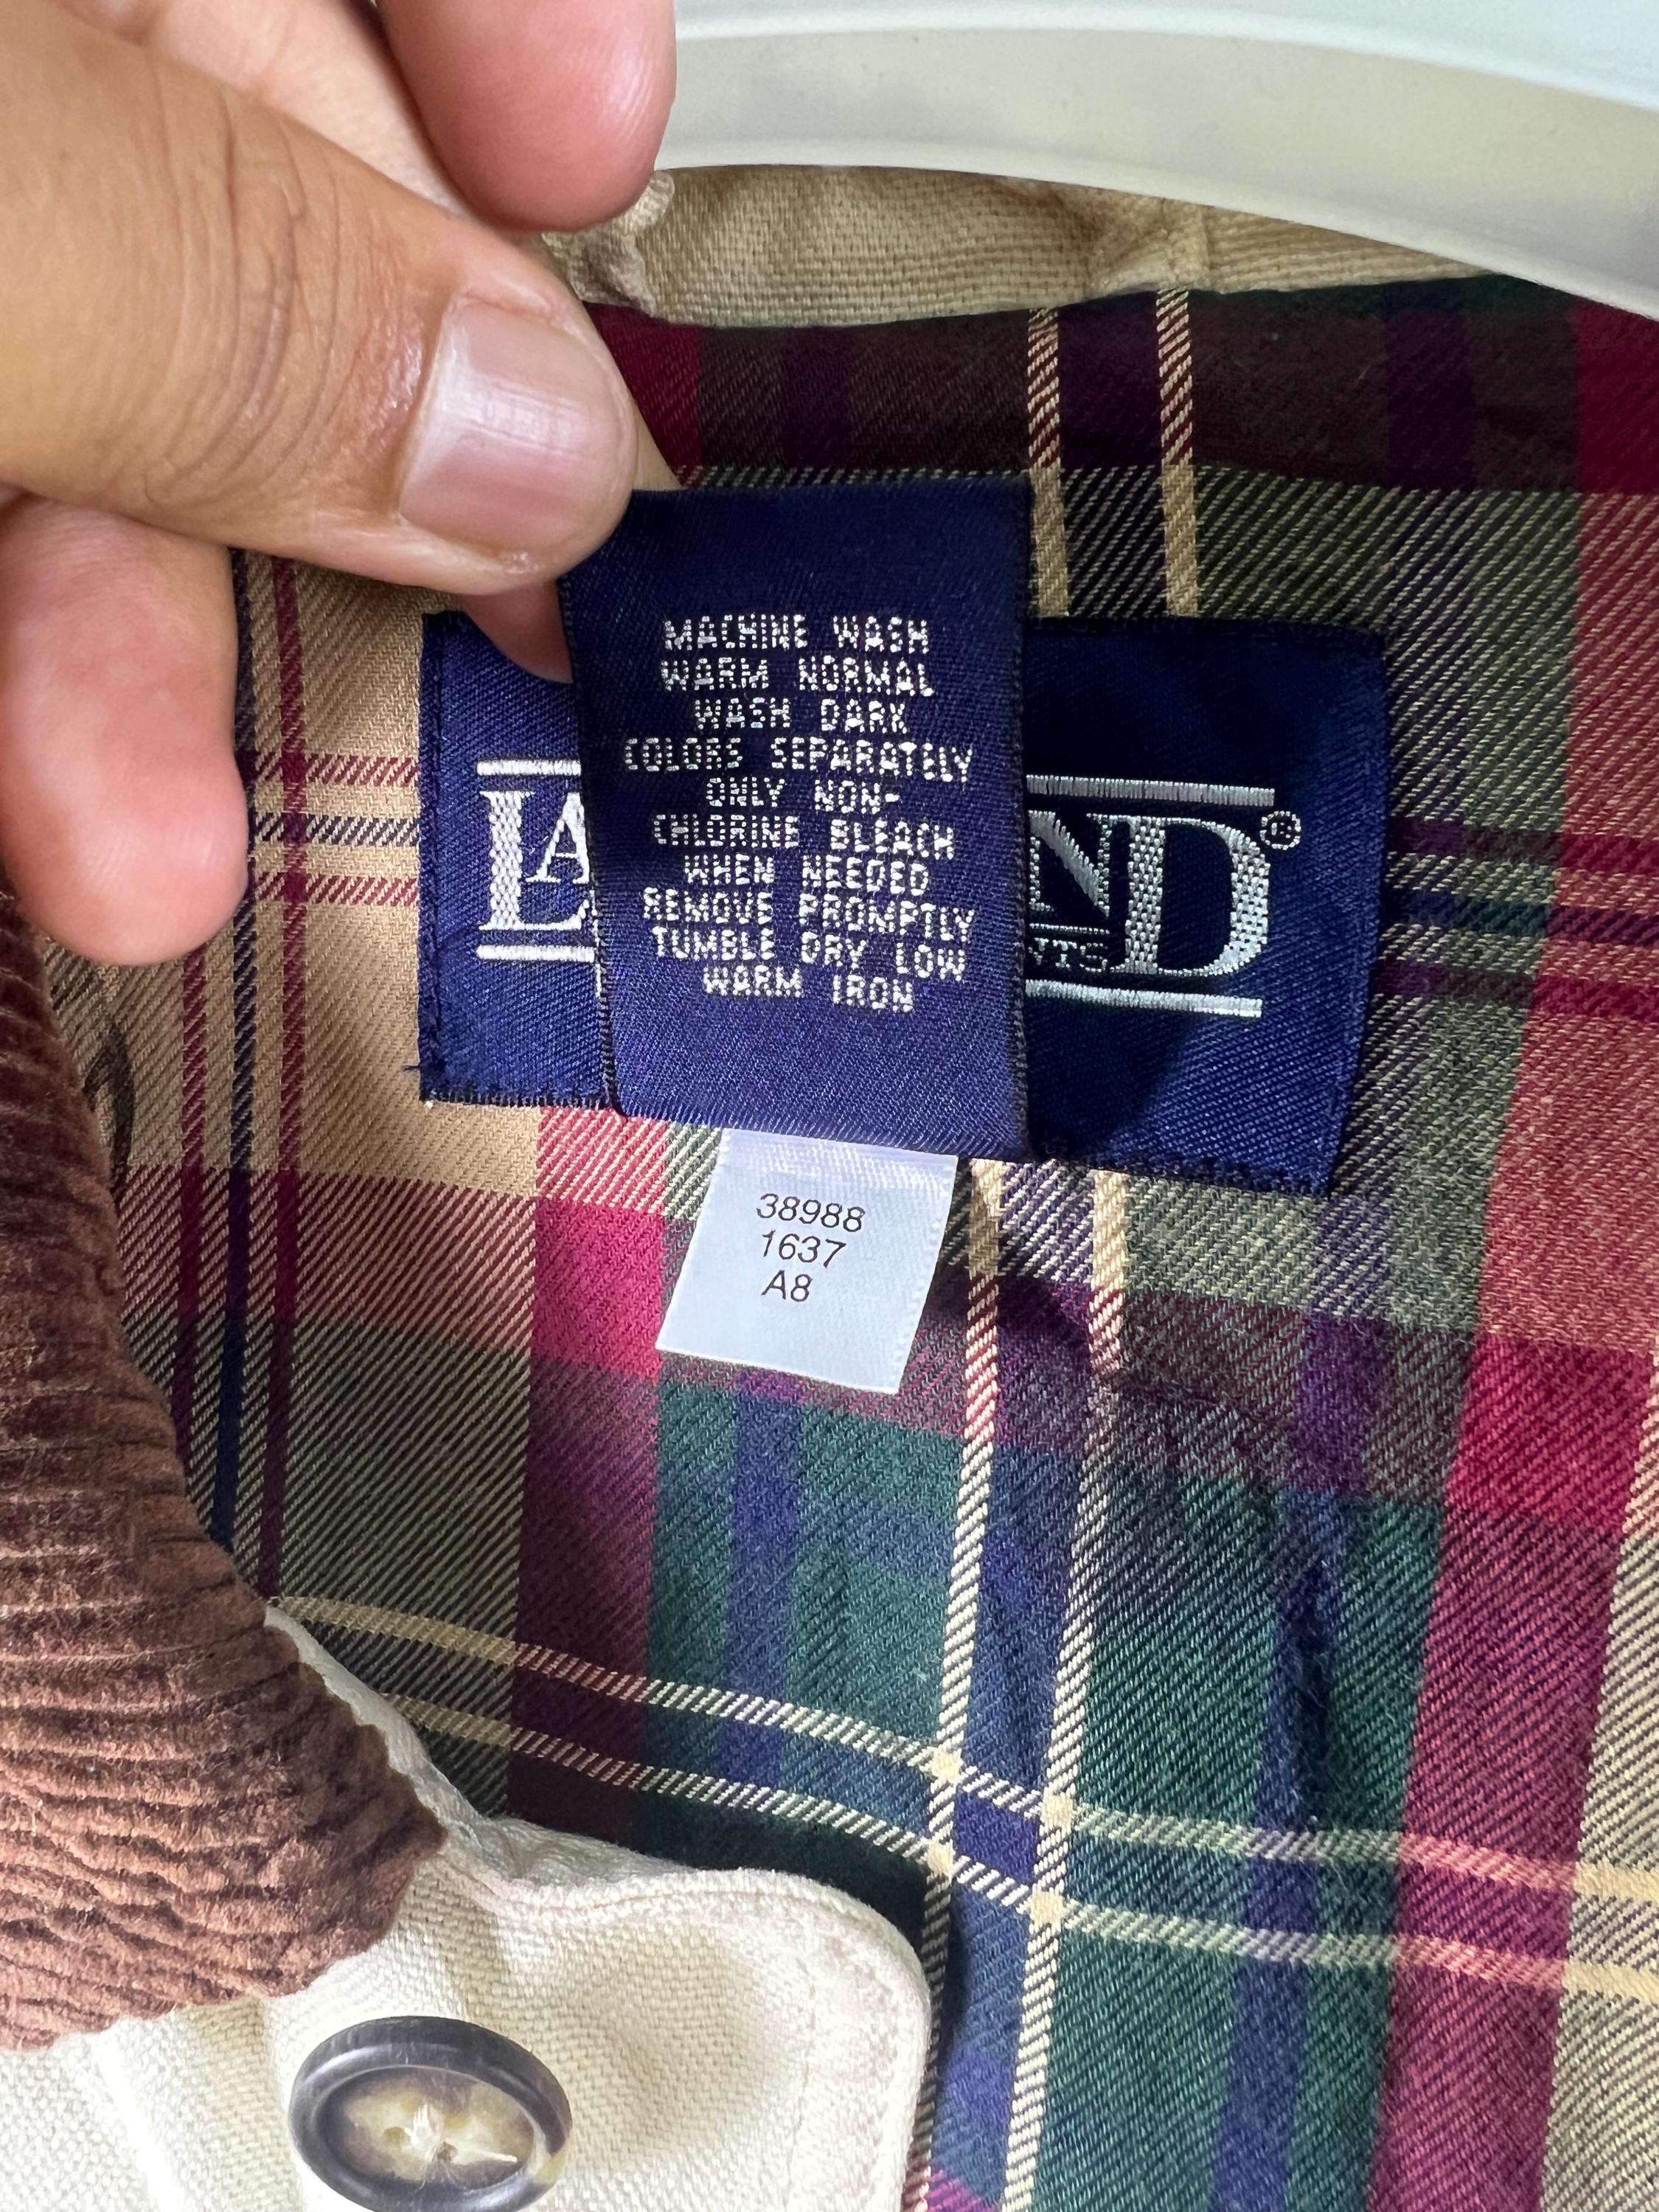 MACHINE WASH
WARM NORMAL
WASH DARK
COLORS SEPARATELY
ONLY NON-
CHLORINE BLEACH
WHEN NEEDED
REMOVE PROMPTLY
TUMBLE DRY LOW
WARM IRON
38988
1637
A8